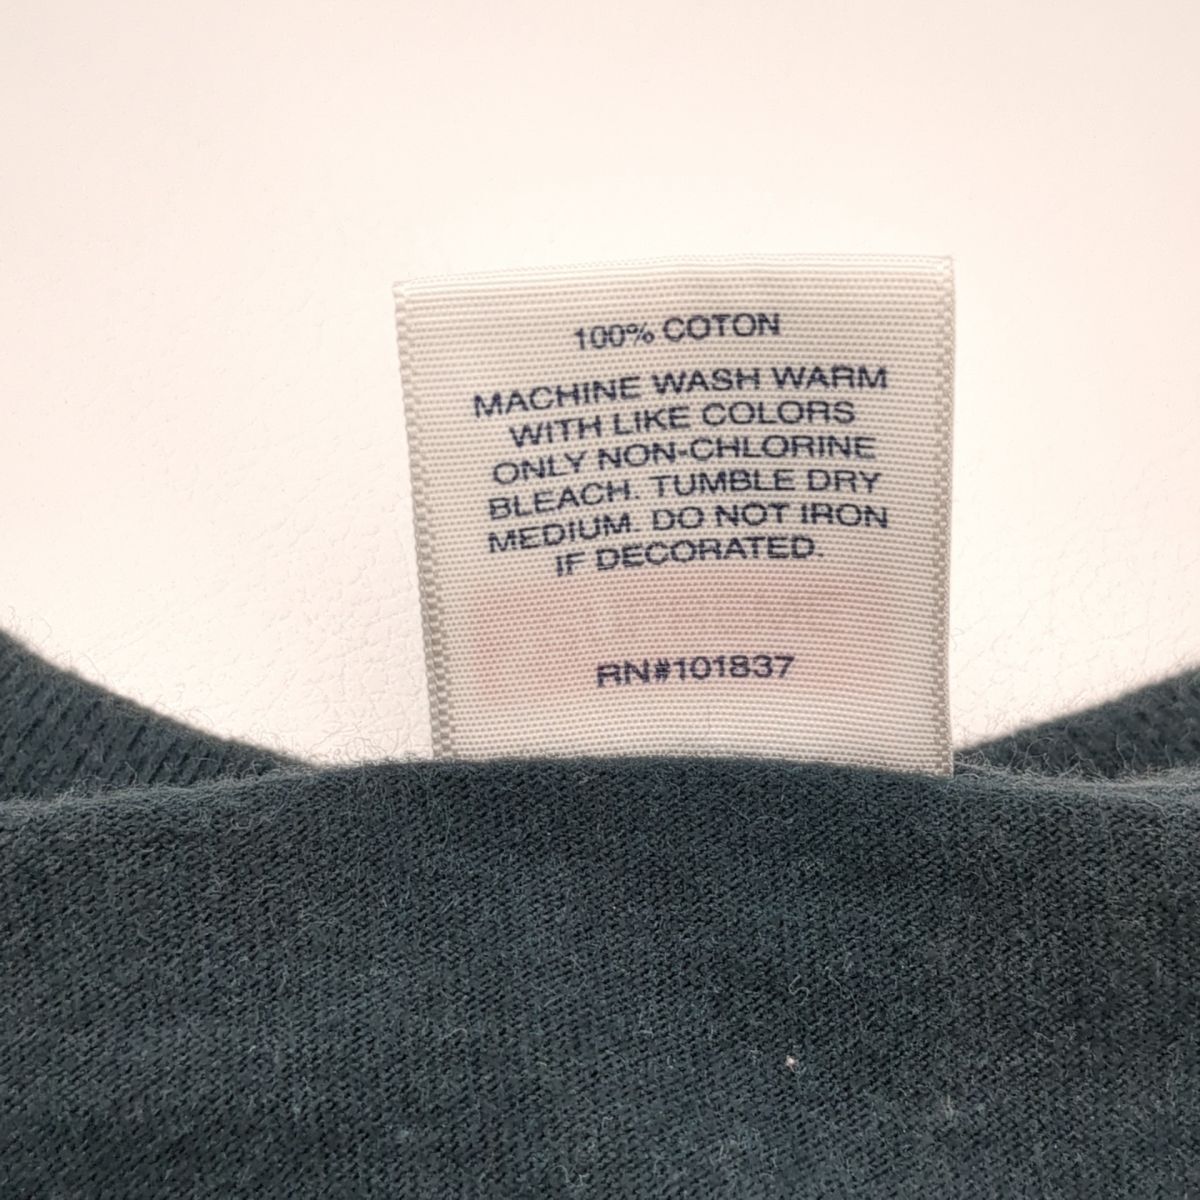 100% COTON
MACHINE WASH WARM
WITH LIKE COLORS
ONLY NON-CHLORINE
BLEACH. TUMBLE DRY
MEDIUM. DO NOT IRON
IF DECORATED.
RN#101837